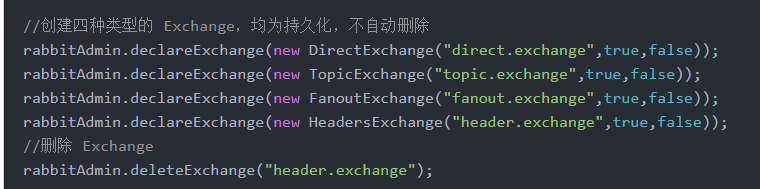 //创建四种类型的 Exchange，均为持久化，不自动删除
rabbitAdmin.declareExchange(new DirectExchange("direct.exchange",true,false));
rabbitAdmin.declareExchange(new TopicExchange("topic.exchange",true,false));
rabbitAdmin.declareExchange(new FanoutExchange("fanout.exchange",true,false));
rabbitAdmin.declareExchange(new HeadersExchange("header.exchange",true,false));
//删除 Exchange
rabbitAdmin.deleteExchange("header.exchange");